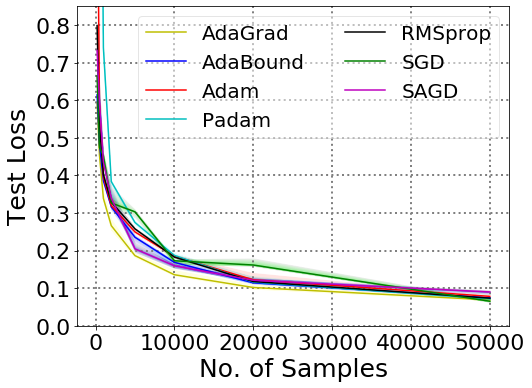 0.8
0.7
0.6
0.5
0.4
0.3
0.2
0.1
0.0
Test Loss
AdaGrad
AdaBound
Adam
Padam
RMSprop
SGD
SAGD
0 10000 20000 30000 40000 50000
No. of Samples